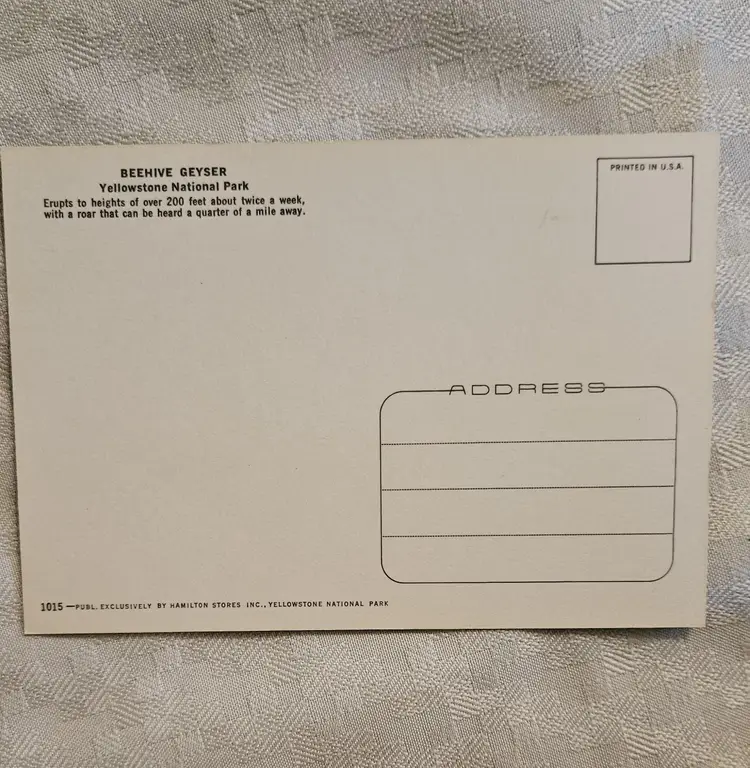 BEEHIVE GEYSER
Yellowstone National Park
Erupts to heights of over 200 feet about twice a week,
with a roar that can be heard a quarter of a mile away.
PRINTED IN U.S.A.
ADDRESS
1015—PUBL. EXCLUSIVELY BY HAMILTON STORES INC., YELLOWSTONE NATIONAL PARK